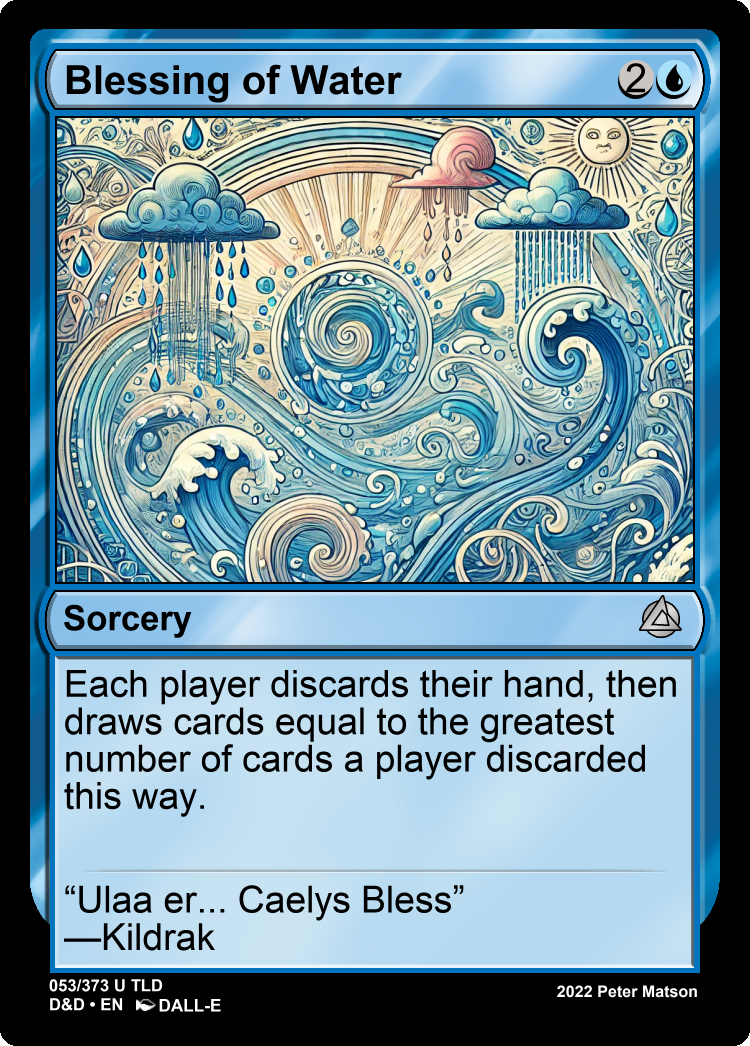 Blessing of Water 2
Sorcery
Each player discards their hand, then
draws cards equal to the greatest
number of cards a player discarded
this way.
“Ulaa er... Caelys Bless”
—Kildrak
053/373 U TLD
D&D • EN DALL-E
2022 Peter Matson